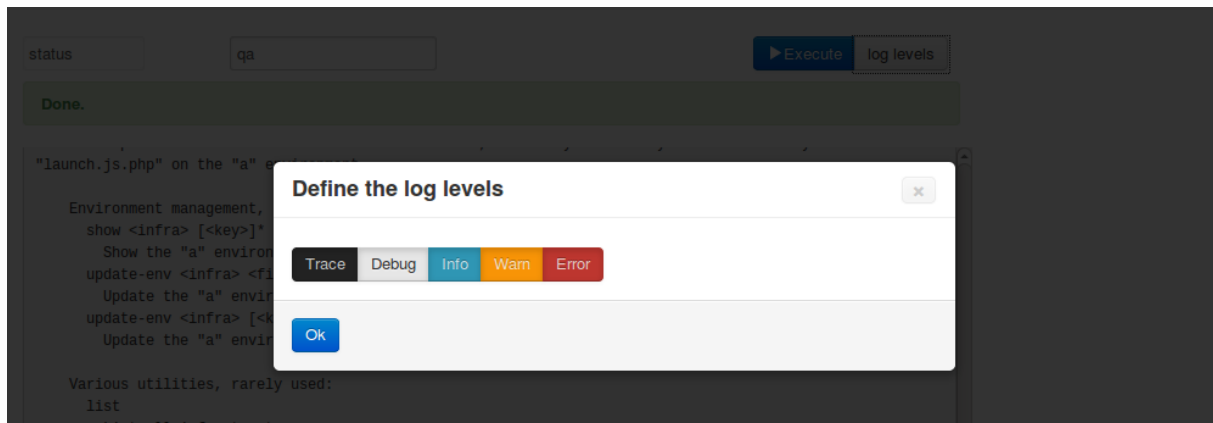 status
qa
Execute
log levels
Done.
"launch.js.php" on the "a"
Define the log levels
×
Environment management,
show <infra> [<key>]*
Show the "a" environ
Trace Debug Info Warn Error
update-env <infra> <fi
Update the "a" envir
update-env <infra> [<k
Update the "a" envir
Ok
Various utilities, rarely used:
list